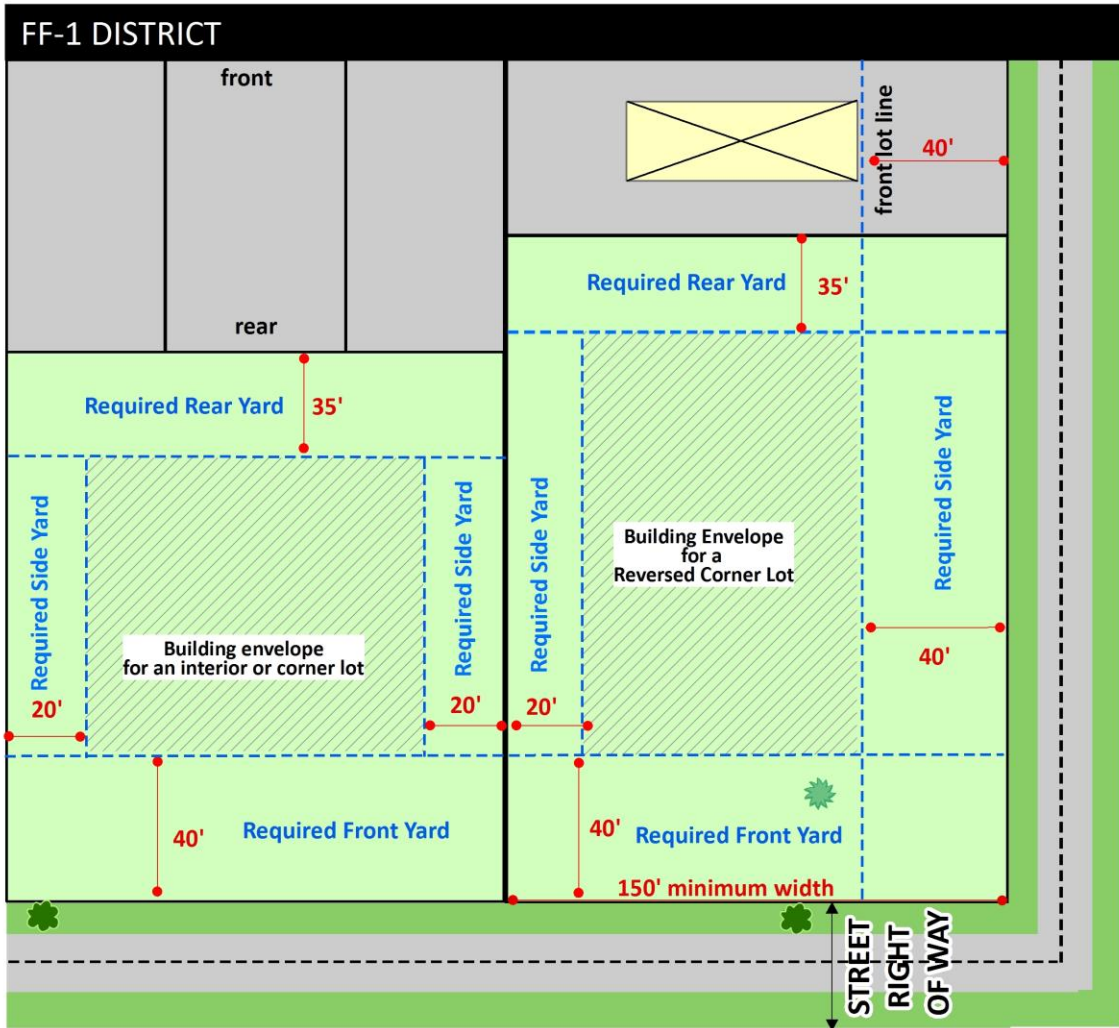 FF-1 DISTRICT
front
rear
front lot line
40'
Required Rear Yard
35'
Required Rear Yard
35'
Required Side Yard
20'
Building envelope
for an interior or corner lot
Required Side Yard
20'
Required Side Yard
20'
Building Envelope
for a
Reversed Corner Lot
Required Side Yard
40'
40'
Required Front Yard
40'
Required Front Yard
150' minimum width
STREET
RIGHT
OF WAY